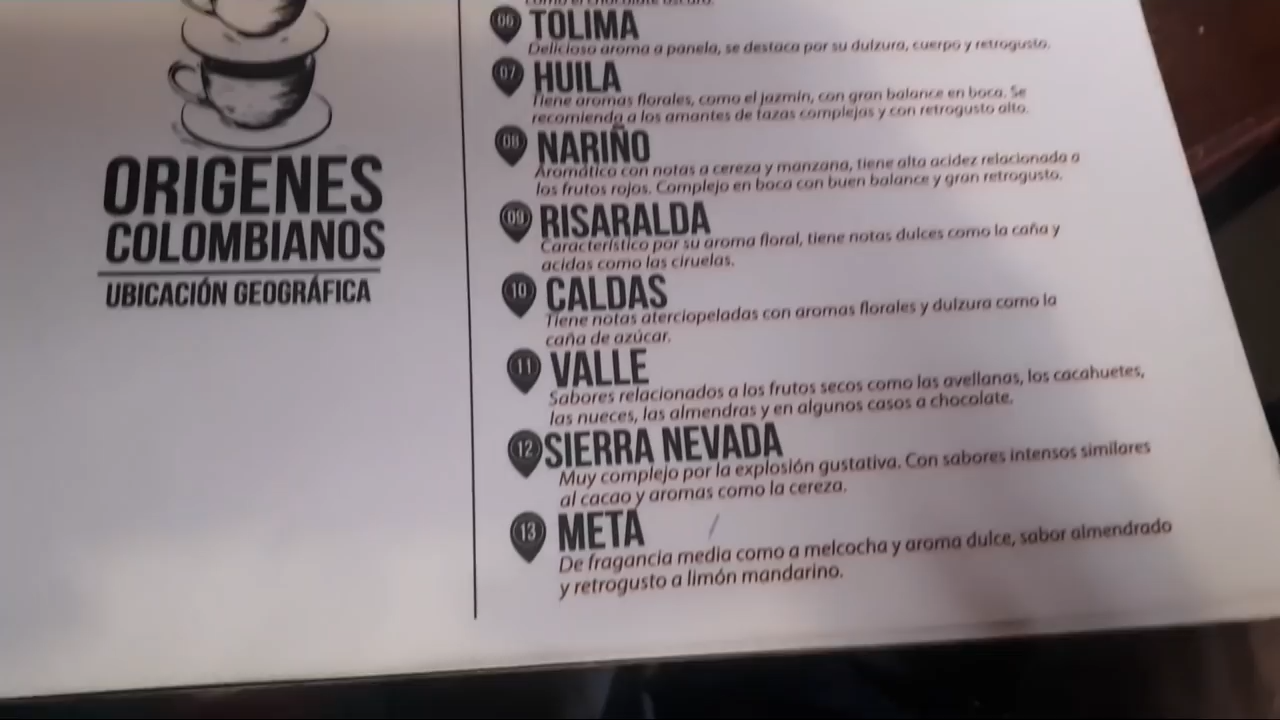 ORIGENES
COLOMBIANOS
UBICACIÓN GEOGRÁFICA
como el chocolate oscuro.
06 TOLIMA
Delicioso aroma a panela, se destaca por su dulzura, cuerpo y retrogusto.
07 HUILA
Tiene aromas florales, como el jazmín, con gran balance en boca. Se
recomienda a los amantes de tazas complejas y con retrogusto alto.
08 NARIÑO
Aromático con notas a cereza y manzana, tiene alta acidez relacionada a
los frutos rojos. Complejo en boca con buen balance y gran retrogusto.
09 RISARALDA
Característico por su aroma floral, tiene notas dulces como la caña y
acidas como las ciruelas.
10 CALDAS
Tiene notas aterciopeladas con aromas florales y dulzura como la
caña de azúcar.
11 VALLE
Sabores relacionados a los frutos secos como las avellanas, los cacahuetes,
las nueces, las almendras y en algunos casos a chocolate.
12 SIERRA NEVADA
Muy complejo por la explosión gustativa. Con sabores intensos similares
al cacao y aromas como la cereza.
13 META
De fragancia media como a melcocha y aroma dulce, sabor almendrado
y retrogusto a limón mandarino.